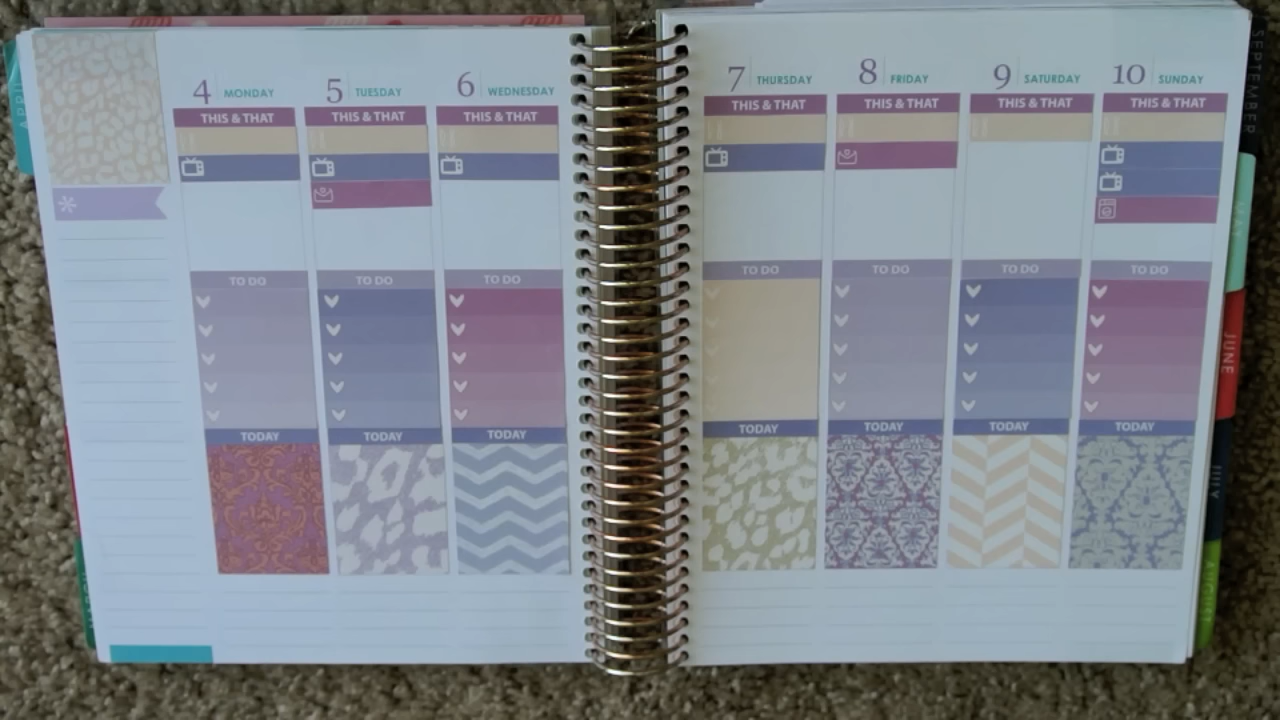 4 MONDAY
5 TUESDAY
6 WEDNESDAY
7 THURSDAY
8 FRIDAY
9 SATURDAY
10 SUNDAY
THIS & THAT
THIS & THAT
THIS & THAT
THIS & THAT
THIS & THAT
THIS & THAT
THIS & THAT
TO DO
TO DO
TO DO
TO DO
TO DO
TO DO
TO DO
TODAY
TODAY
TODAY
TODAY
TODAY
TODAY
TODAY
APRIL
SEPTEMBER
MAY
JUNE
JULY
AUGUST